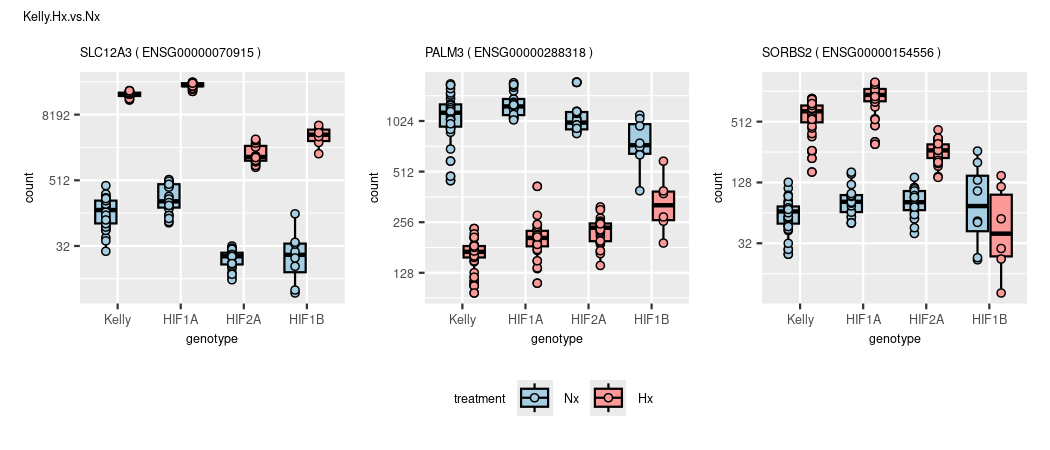 Kelly.Hx.vs.Nx
SLC12A3 ( ENSG00000070915 )
count
8192
512
32
Kelly HIF1A HIF2A HIF1B
genotype
PALM3 ( ENSG00000288318 )
count
1024
512
256
128
Kelly HIF1A HIF2A HIF1B
genotype
SORBS2 ( ENSG00000154556 )
count
512
128
32
Kelly HIF1A HIF2A HIF1B
genotype
treatment Nx Hx